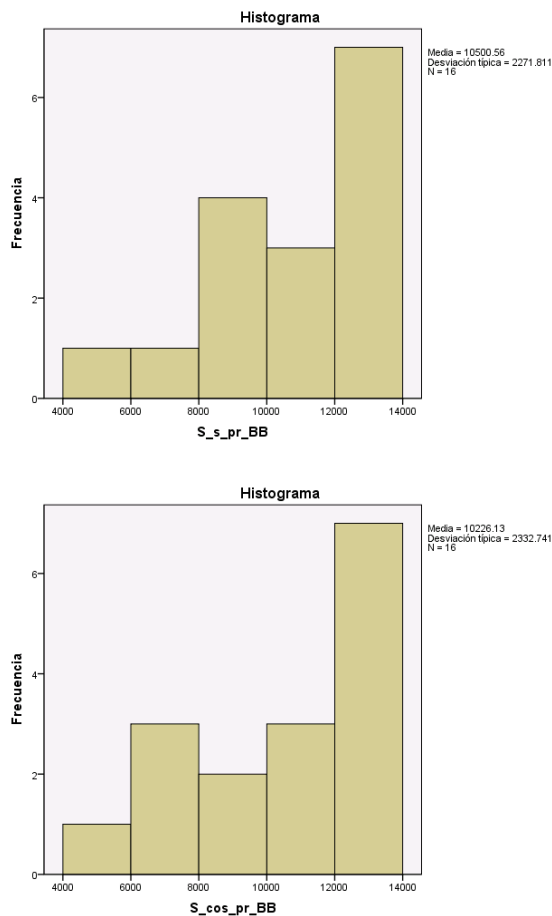 Histograma
Media = 10500.56
Desviación típica = 2271.811
N = 16
Frecuencia
6
4
2
0
4000 6000 8000 10000 12000 14000
S_s_pr_BB
Histograma
Media = 10226.13
Desviación típica = 2332.741
N = 16
Frecuencia
6
4
2
0
4000 6000 8000 10000 12000 14000
S_cos_pr_BB